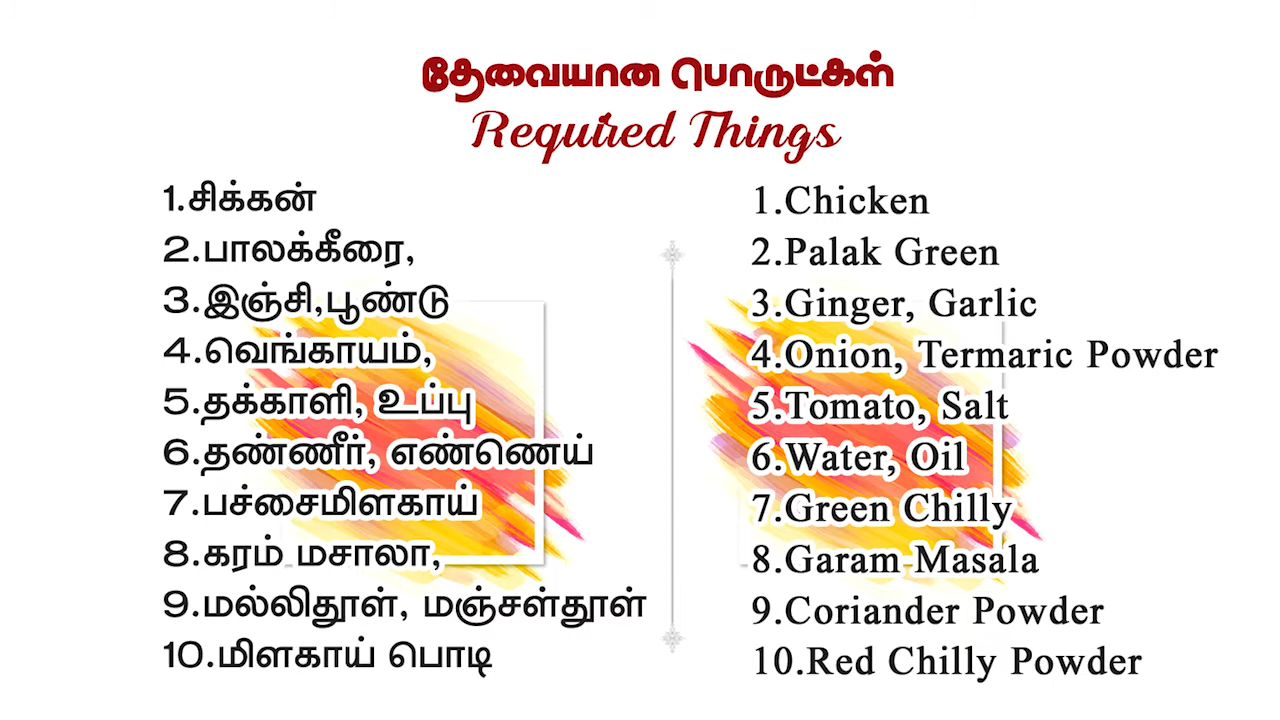 தேவையான பொருட்கள்
Required Things
1.சிக்கன்
2.பாலக்கீரை,
3.இஞ்சி,பூண்டு
4.வெங்காயம்,
5.தக்காளி, உப்பு
6.தண்ணீர், எண்ணெய்
7.பச்சைமிளகாய்
8.கரம் மசாலா,
9.மல்லிதூள், மஞ்சள்தூள்
10.மிளகாய் பொடி
1.Chicken
2.Palak Green
3.Ginger, Garlic
4.Onion, Termaric Powder
5.Tomato, Salt
6.Water, Oil
7.Green Chilly
8.Garam Masala
9.Coriander Powder
10.Red Chilly Powder